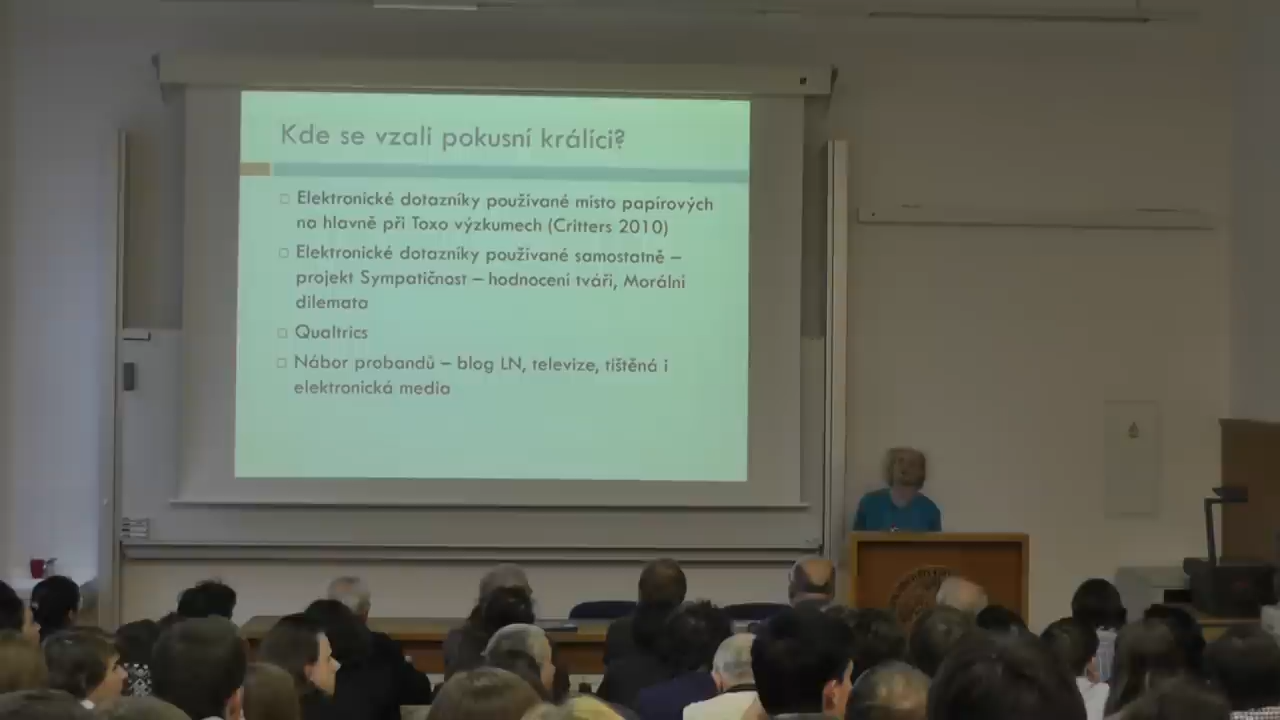 Kde se vzali pokusní králíci?
Elektronické dotazníky používané místo papírových
na hlavně při Toxo výzkumech (Critters 2010)
Elektronické dotazníky používané samostatně –
projekt Sympatičnost – hodnocení tváři, Morální
dilemata
Qualtrics
Nábor probandů – blog LN, televize, tištěná i
elektronická media